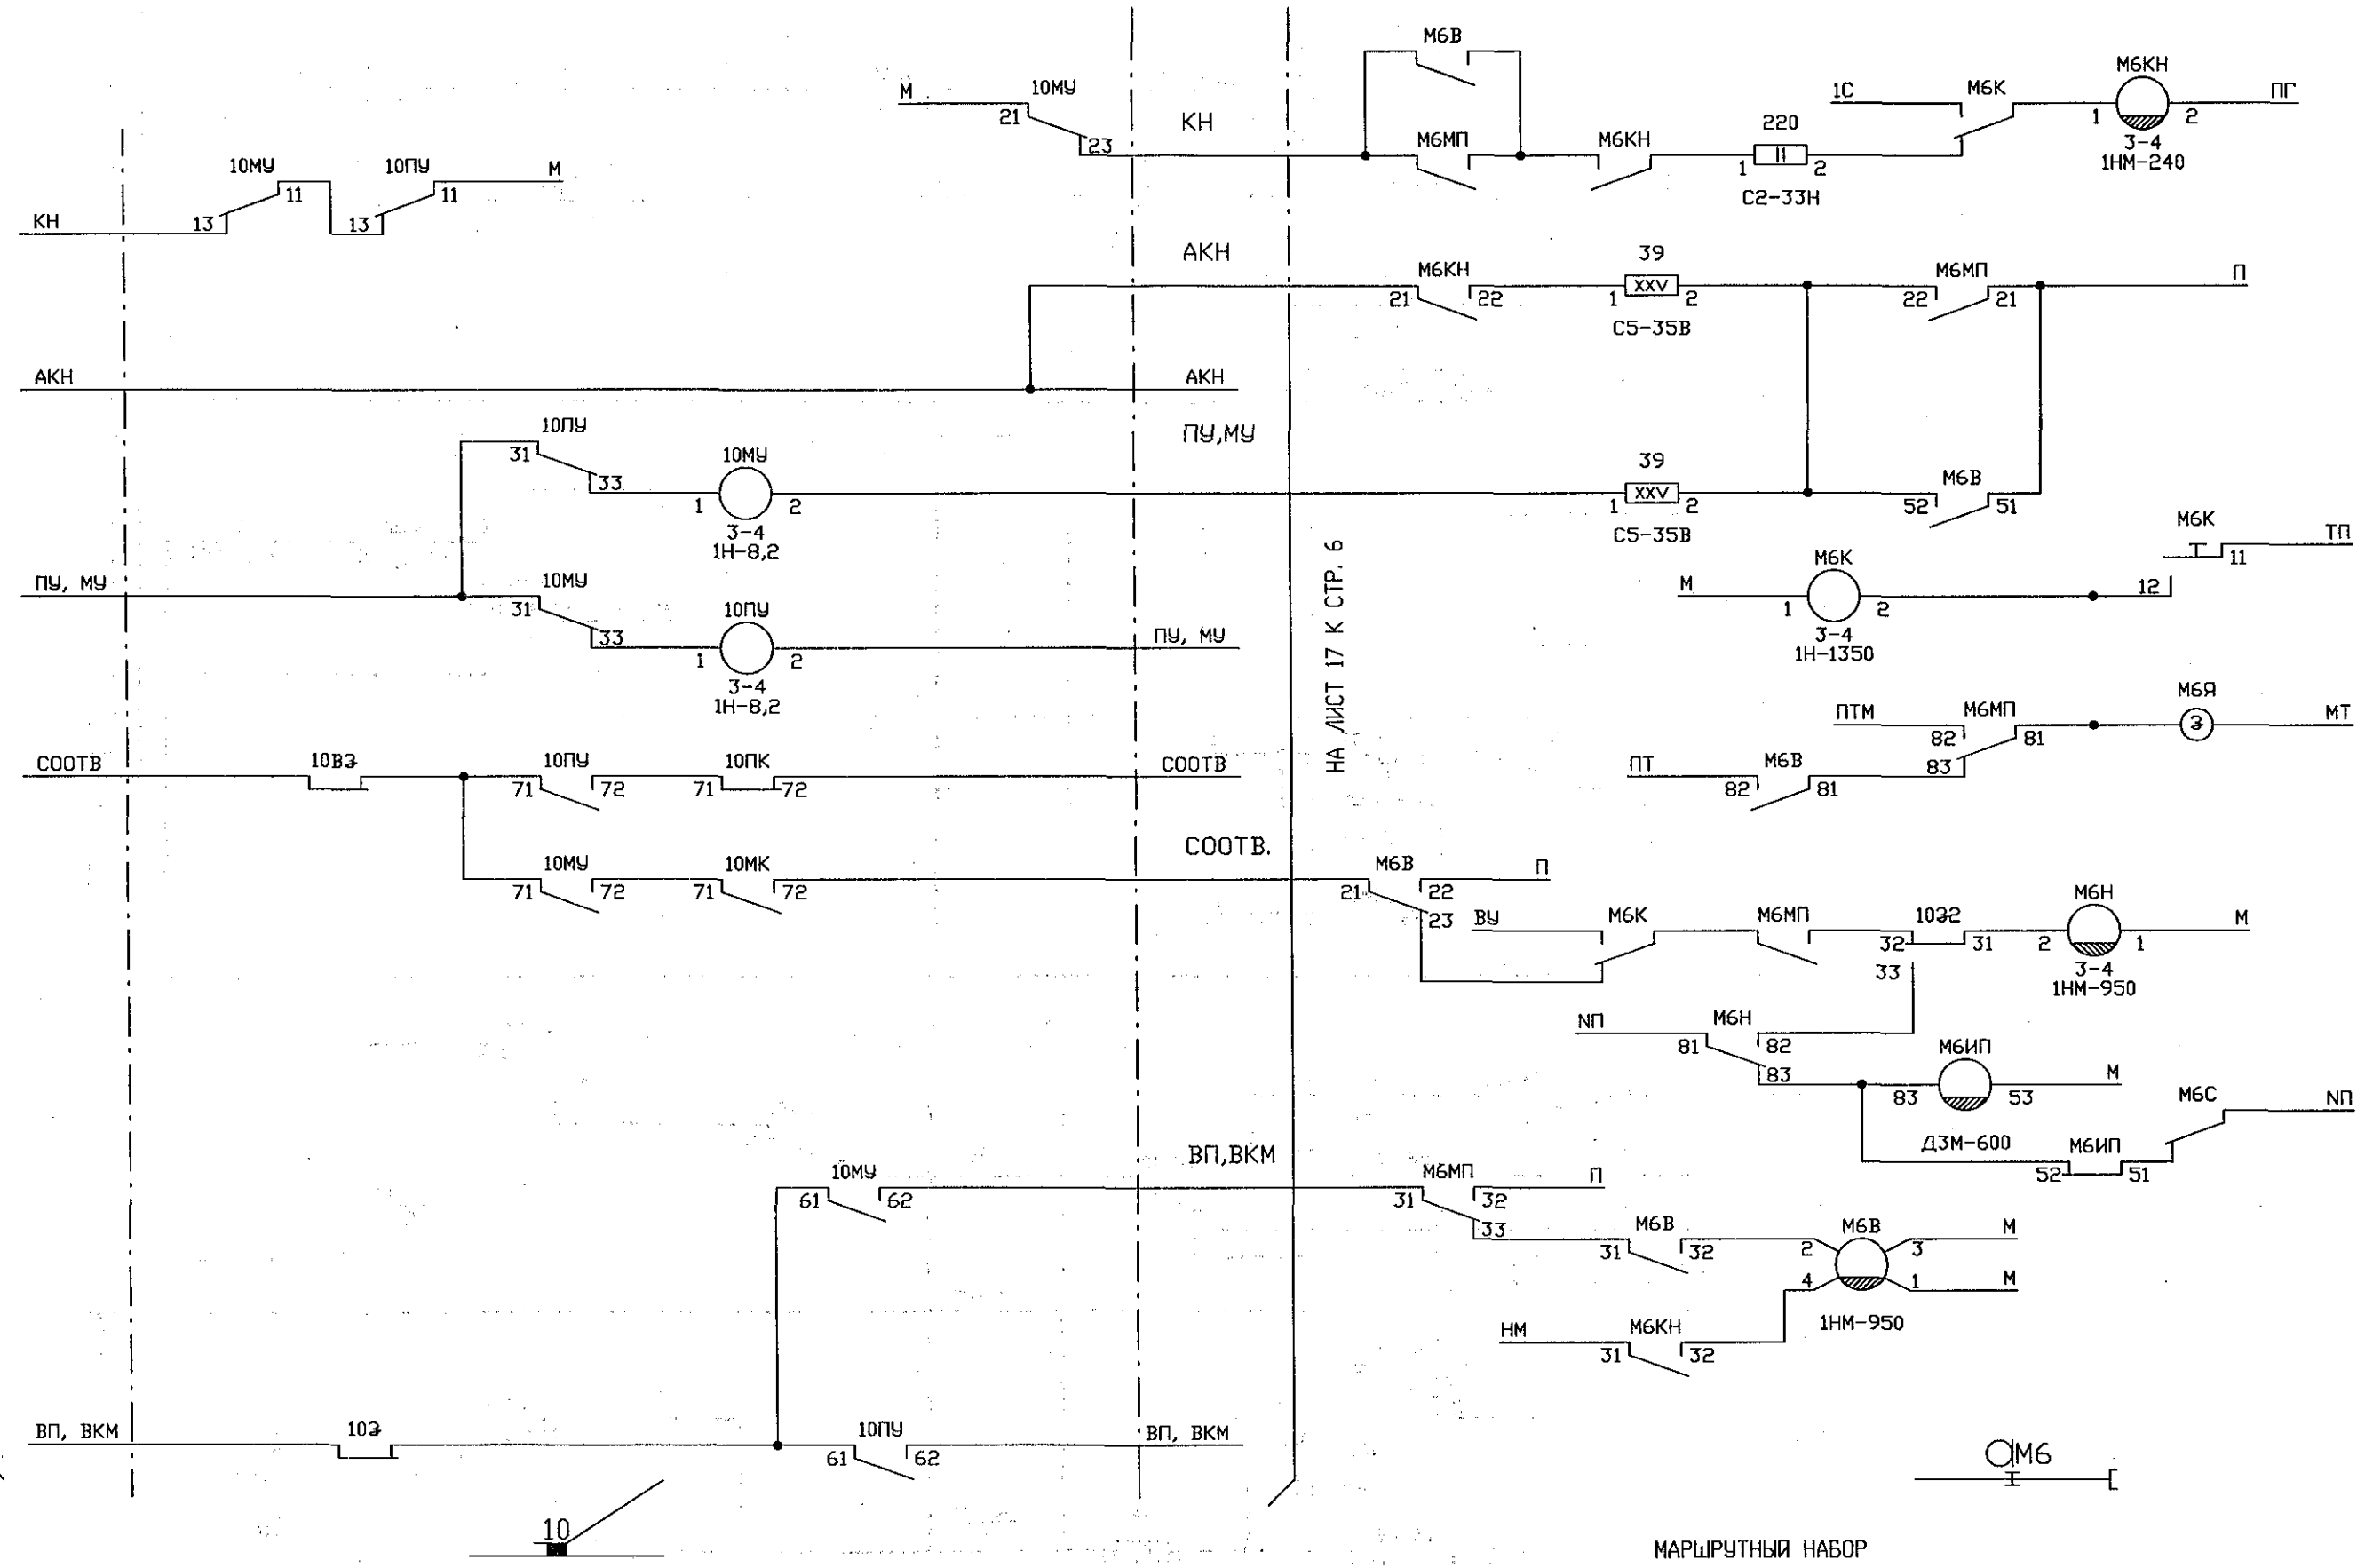 М6В
М6КН
М 10МУ
21
23
КН
М6МП
М6КН
220
1 II 2
С2-33Н
1С М6К
1 2 ПГ
3-4
1НМ-240
10МУ 10ПУ М
11 11
КН 13 13
АКН
М6КН
21 22
39
1 XXV 2
С5-35В
М6МП
22 21
П
АКН АКН
ПУ,МУ
10ПУ
31
33
10МУ
1 2
3-4
1Н-8,2
39
1 XXV 2
С5-35В
М6В
52 51
М6К ТП
11
12
М6К
М 1 2
3-4
1Н-1350
ПУ, МУ
10МУ
31
33
10ПУ
1 2
3-4
1Н-8,2
ПУ, МУ
НА ЛИСТ 17 К СТР. 6
ПТМ М6МП М6Я МТ
82 81
83
З
ПТ М6В
82 81
СООТВ 10ВЗ 10ПУ 10ПК СООТВ
71 72 71 72
СООТВ.
10МУ 10МК
71 72 71 72
М6В П
21 22
23
ВУ М6К М6МП 10З2 М6Н М
32 31 2 1
33
3-4
1НМ-950
NП М6Н
81 82
83
М6ИП
83 53 М
Д3М-600
М6С NП
М6ИП
52 51
ВП,ВКМ
10МУ
61 62
М6МП П
31 32
33
М6В
31 32
М6В
2 3 М
4 1 М
1НМ-950
НМ М6КН
31 32
ВП, ВКМ 10З 10ПУ ВП, ВКМ
61 62
М6
10
МАРШРУТНЫЙ НАБОР